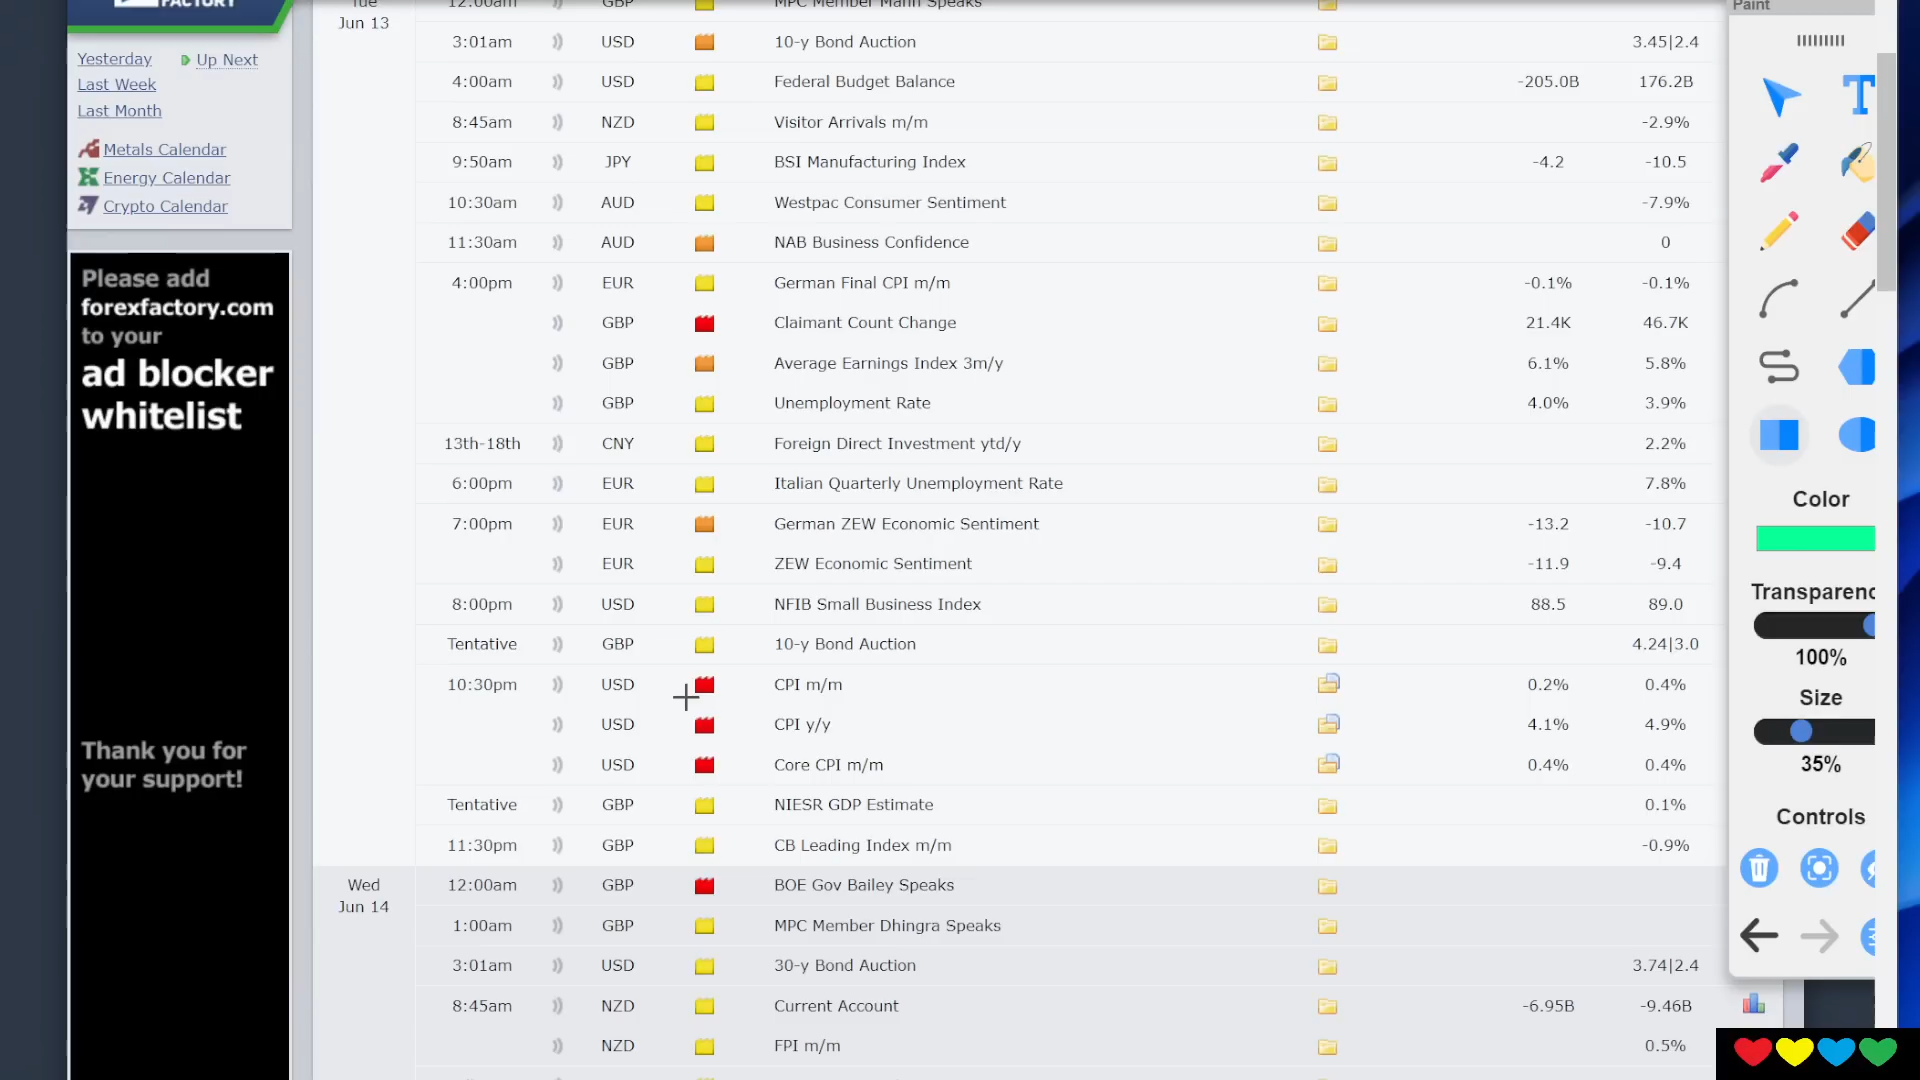 FACTORY
Yesterday Up Next
Last Week
Last Month
Metals Calendar
Energy Calendar
Crypto Calendar
Please add
forexfactory.com
to your
ad blocker
whitelist
Thank you for
your support!
Tue 12:00am GBP MPC Member Mann Speaks
Jun 13
3:01am USD 10-y Bond Auction 3.45|2.4
4:00am USD Federal Budget Balance -205.0B 176.2B
8:45am NZD Visitor Arrivals m/m -2.9%
9:50am JPY BSI Manufacturing Index -4.2 -10.5
10:30am AUD Westpac Consumer Sentiment -7.9%
11:30am AUD NAB Business Confidence 0
4:00pm EUR German Final CPI m/m -0.1% -0.1%
GBP Claimant Count Change 21.4K 46.7K
GBP Average Earnings Index 3m/y 6.1% 5.8%
GBP Unemployment Rate 4.0% 3.9%
13th-18th CNY Foreign Direct Investment ytd/y 2.2%
6:00pm EUR Italian Quarterly Unemployment Rate 7.8%
7:00pm EUR German ZEW Economic Sentiment -13.2 -10.7
EUR ZEW Economic Sentiment -11.9 -9.4
8:00pm USD NFIB Small Business Index 88.5 89.0
Tentative GBP 10-y Bond Auction 4.24|3.0
10:30pm USD CPI m/m 0.2% 0.4%
USD CPI y/y 4.1% 4.9%
USD Core CPI m/m 0.4% 0.4%
Tentative GBP NIESR GDP Estimate 0.1%
11:30pm GBP CB Leading Index m/m -0.9%
Wed 12:00am GBP BOE Gov Bailey Speaks
Jun 14
1:00am GBP MPC Member Dhingra Speaks
3:01am USD 30-y Bond Auction 3.74|2.4
8:45am NZD Current Account -6.95B -9.46B
NZD FPI m/m 0.5%
Paint
T
Color
Transparenc
100%
Size
35%
Controls